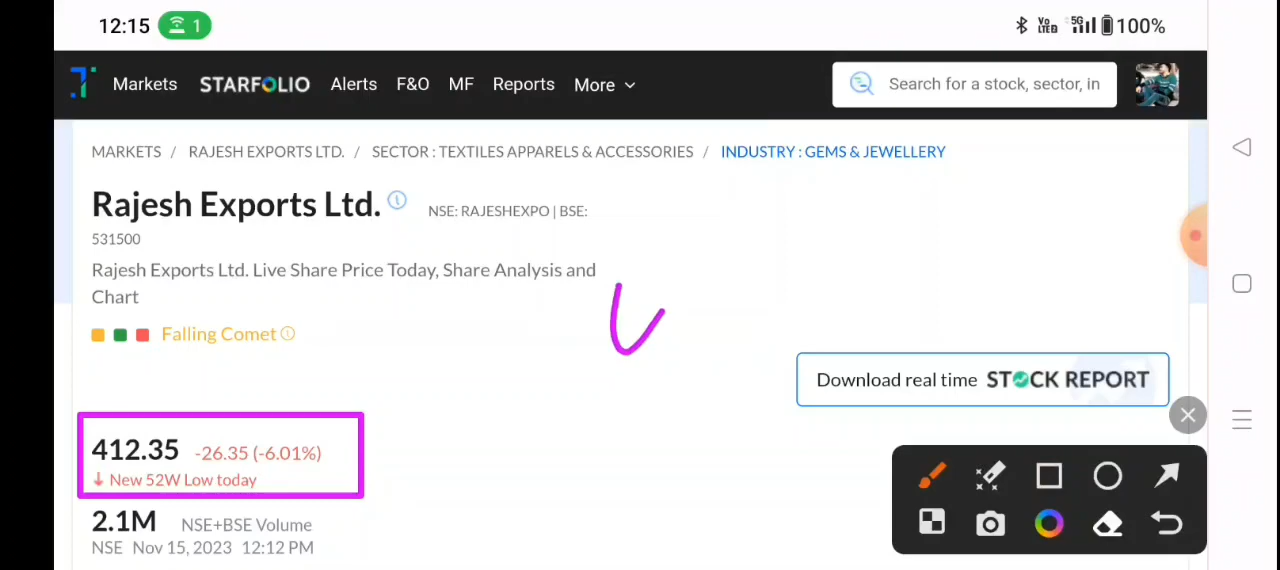 12:15 1 Vo LTE2 5G 100%
Markets STARFOLIO Alerts F&O MF Reports More Search for a stock, sector, in
MARKETS / RAJESH EXPORTS LTD. / SECTOR : TEXTILES APPARELS & ACCESSORIES / INDUSTRY : GEMS & JEWELLERY
Rajesh Exports Ltd. NSE: RAJESHEXPO | BSE:
531500
Rajesh Exports Ltd. Live Share Price Today, Share Analysis and
Chart
Falling Comet
Download real time STOCK REPORT
412.35 -26.35 (-6.01%)
↓ New 52W Low today
2.1M NSE+BSE Volume
NSE Nov 15, 2023 12:12 PM